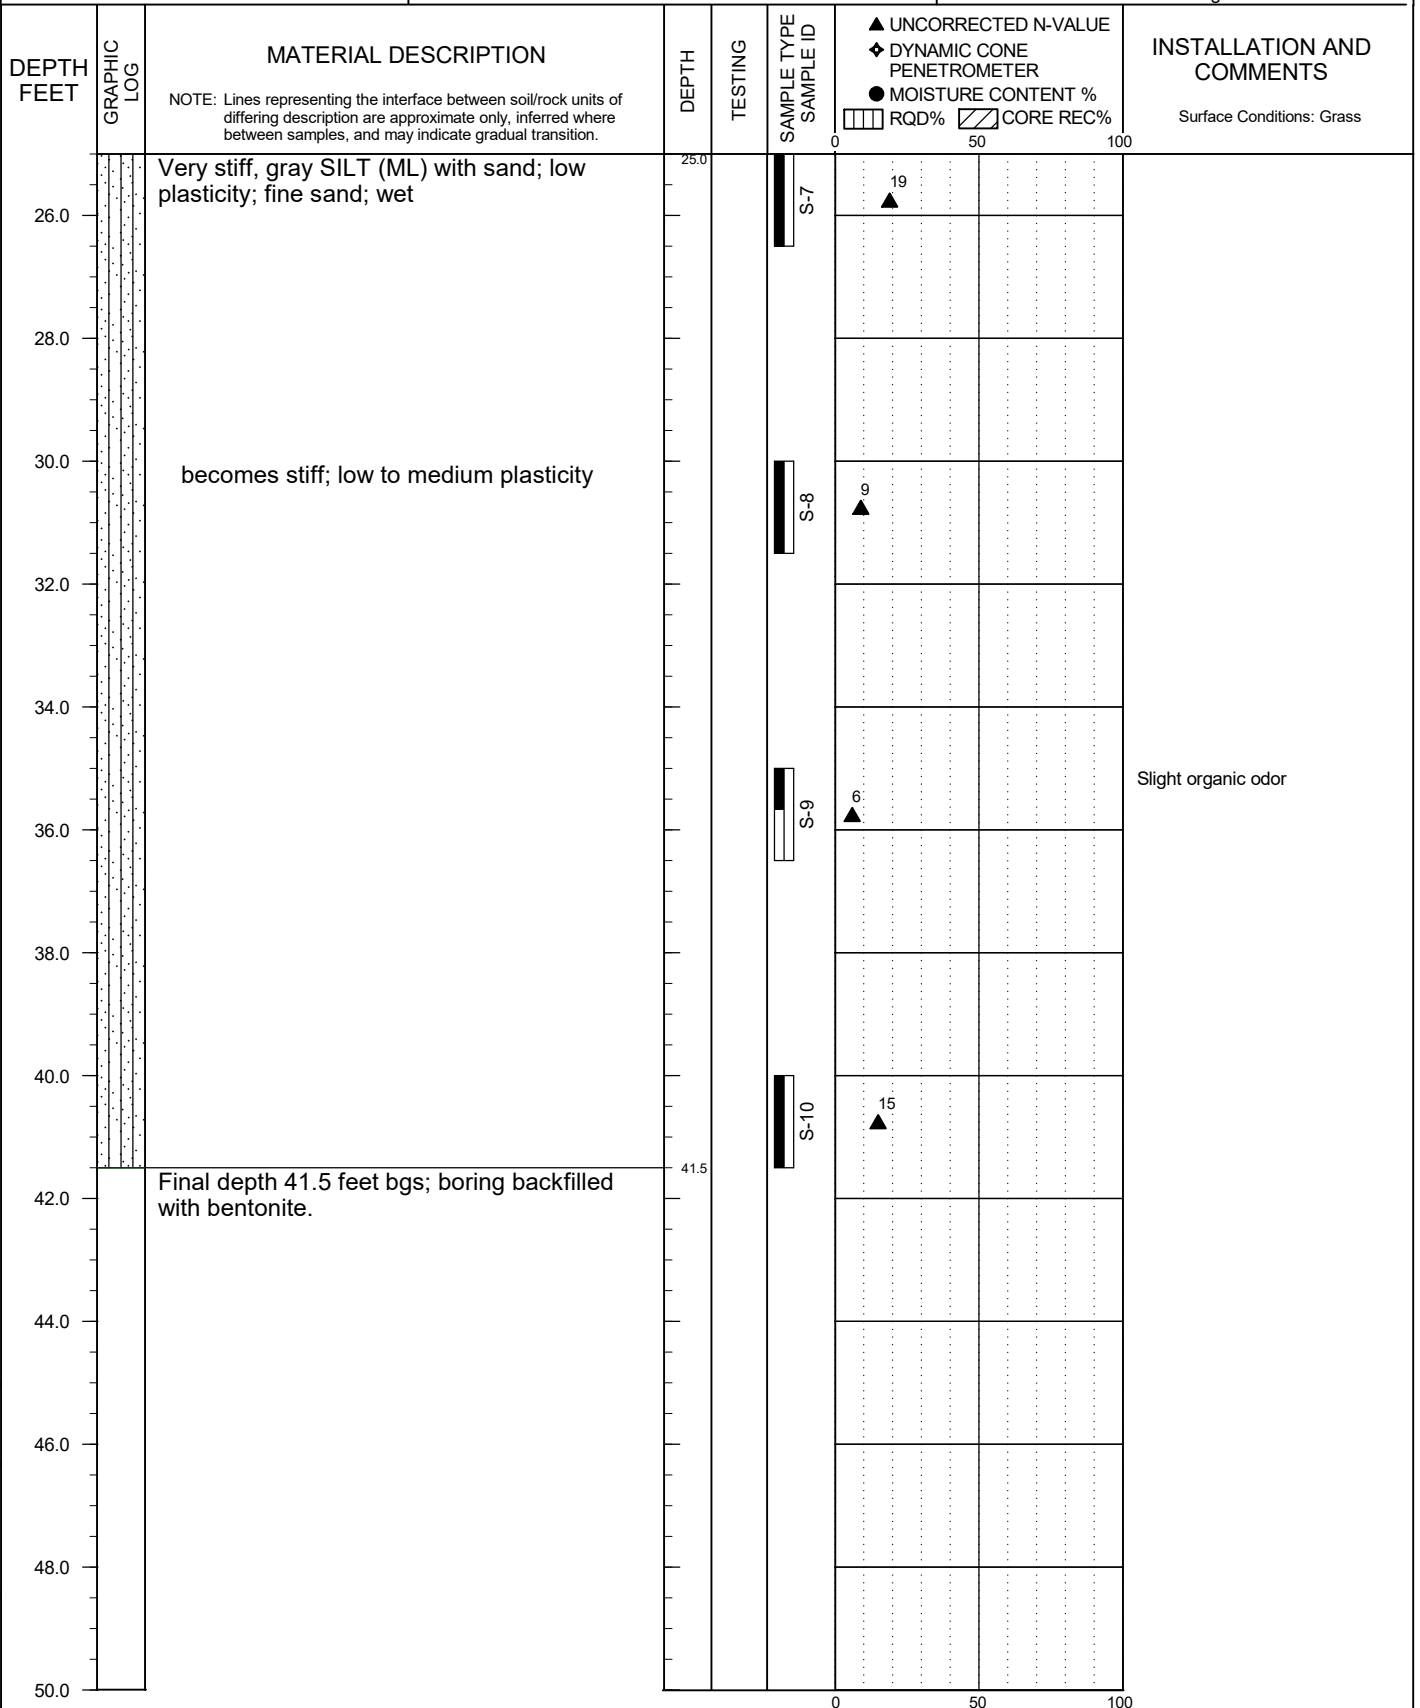 DEPTH
FEET
GRAPHIC
LOG
MATERIAL DESCRIPTION
NOTE: Lines representing the interface between soil/rock units of
differing description are approximate only, inferred where
between samples, and may indicate gradual transition.
DEPTH
TESTING
SAMPLE TYPE
SAMPLE ID
UNCORRECTED N-VALUE
DYNAMIC CONE
PENETROMETER
MOISTURE CONTENT %
RQD% CORE REC%
0 50 100
INSTALLATION AND
COMMENTS
Surface Conditions: Grass
Very stiff, gray SILT (ML) with sand; low
plasticity; fine sand; wet
25.0
S-7
19
26.0
28.0
30.0
becomes stiff; low to medium plasticity
S-8
9
32.0
34.0
Slight organic odor
S-9
6
36.0
38.0
40.0
S-10
15
41.5
Final depth 41.5 feet bgs; boring backfilled
with bentonite.
42.0
44.0
46.0
48.0
50.0
0 50 100